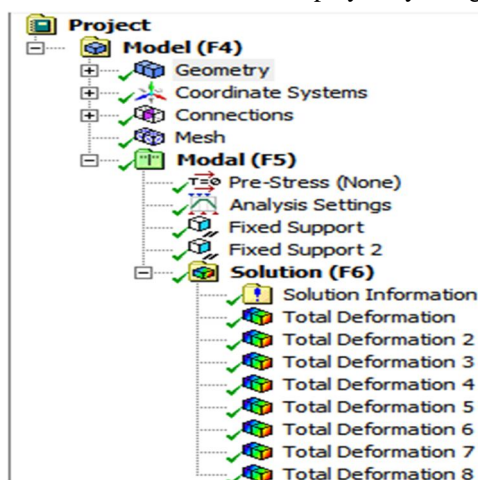 Project
Model (F4)
Geometry
Coordinate Systems
Connections
Mesh
Modal (F5)
T=0 Pre-Stress (None)
Analysis Settings
Fixed Support
Fixed Support 2
Solution (F6)
Solution Information
Total Deformation
Total Deformation 2
Total Deformation 3
Total Deformation 4
Total Deformation 5
Total Deformation 6
Total Deformation 7
Total Deformation 8